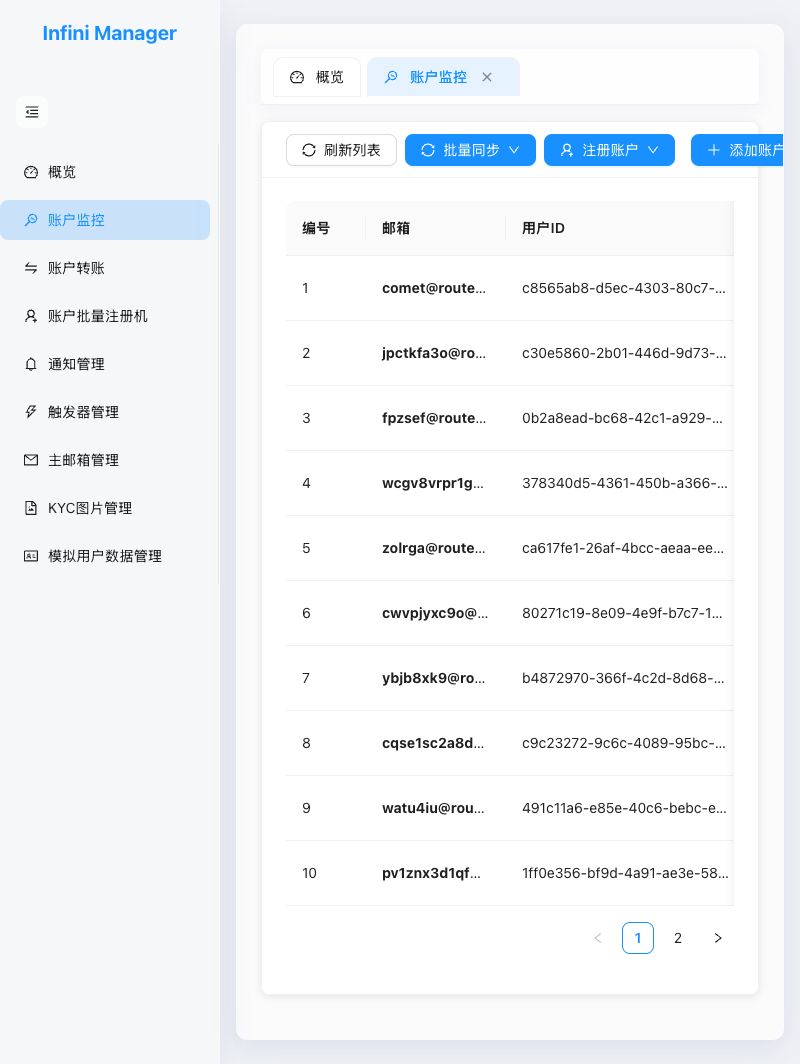 Infini Manager
概览
账户监控
账户转账
账户批量注册机
通知管理
触发器管理
主邮箱管理
KYC图片管理
模拟用户数据管理
概览 账户监控
刷新列表 批量同步 注册账户 添加账户
编号 邮箱 用户ID
1 comet@route... c8565ab8-d5ec-4303-80c7-...
2 jpctkfa3o@ro... c30e5860-2b01-446d-9d73-...
3 fpzsef@route... 0b2a8ead-bc68-42c1-a929-...
4 wcgv8vrpr1g... 378340d5-4361-450b-a366-...
5 zolrga@route... ca617fe1-26af-4bcc-aeaa-ee...
6 cwvpjyxc9o@... 80271c19-8e09-4e9f-b7c7-1...
7 ybjb8xk9@ro... b4872970-366f-4c2d-8d68-...
8 cqse1sc2a8d... c9c23272-9c6c-4089-95bc-...
9 watu4iu@rou... 491c11a6-e85e-40c6-bebc-e...
10 pv1znx3d1qf... 1ff0e356-bf9d-4a91-ae3e-58...
1 2